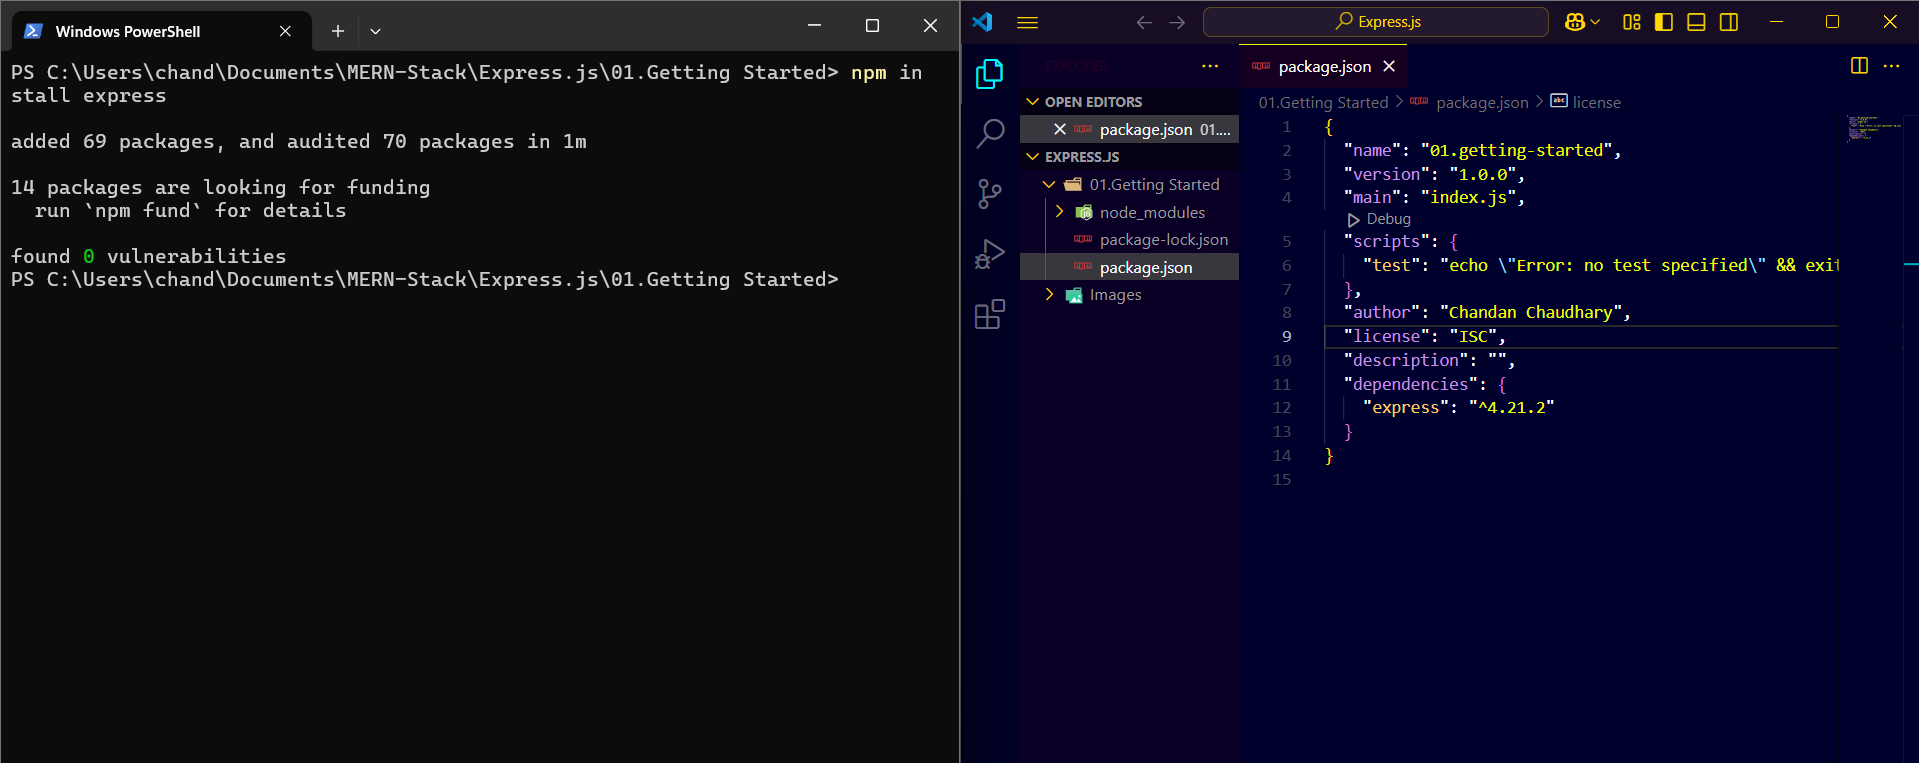 Windows PowerShell
PS C:\Users\chand\Documents\MERN-Stack\Express.js\01.Getting Started> npm in
stall express
added 69 packages, and audited 70 packages in 1m
14 packages are looking for funding
  run `npm fund` for details
found 0 vulnerabilities
PS C:\Users\chand\Documents\MERN-Stack\Express.js\01.Getting Started>
Express.js
EXPLORER
OPEN EDITORS
package.json 01....
EXPRESS.JS
01.Getting Started
node_modules
package-lock.json
package.json
Images
package.json
01.Getting Started > package.json > abc license
1 {
2 "name": "01.getting-started",
3 "version": "1.0.0",
4 "main": "index.js",
Debug
5 "scripts": {
6 "test": "echo \"Error: no test specified\" && exit
7 },
8 "author": "Chandan Chaudhary",
9 "license": "ISC",
10 "description": "",
11 "dependencies": {
12 "express": "^4.21.2"
13 }
14 }
15